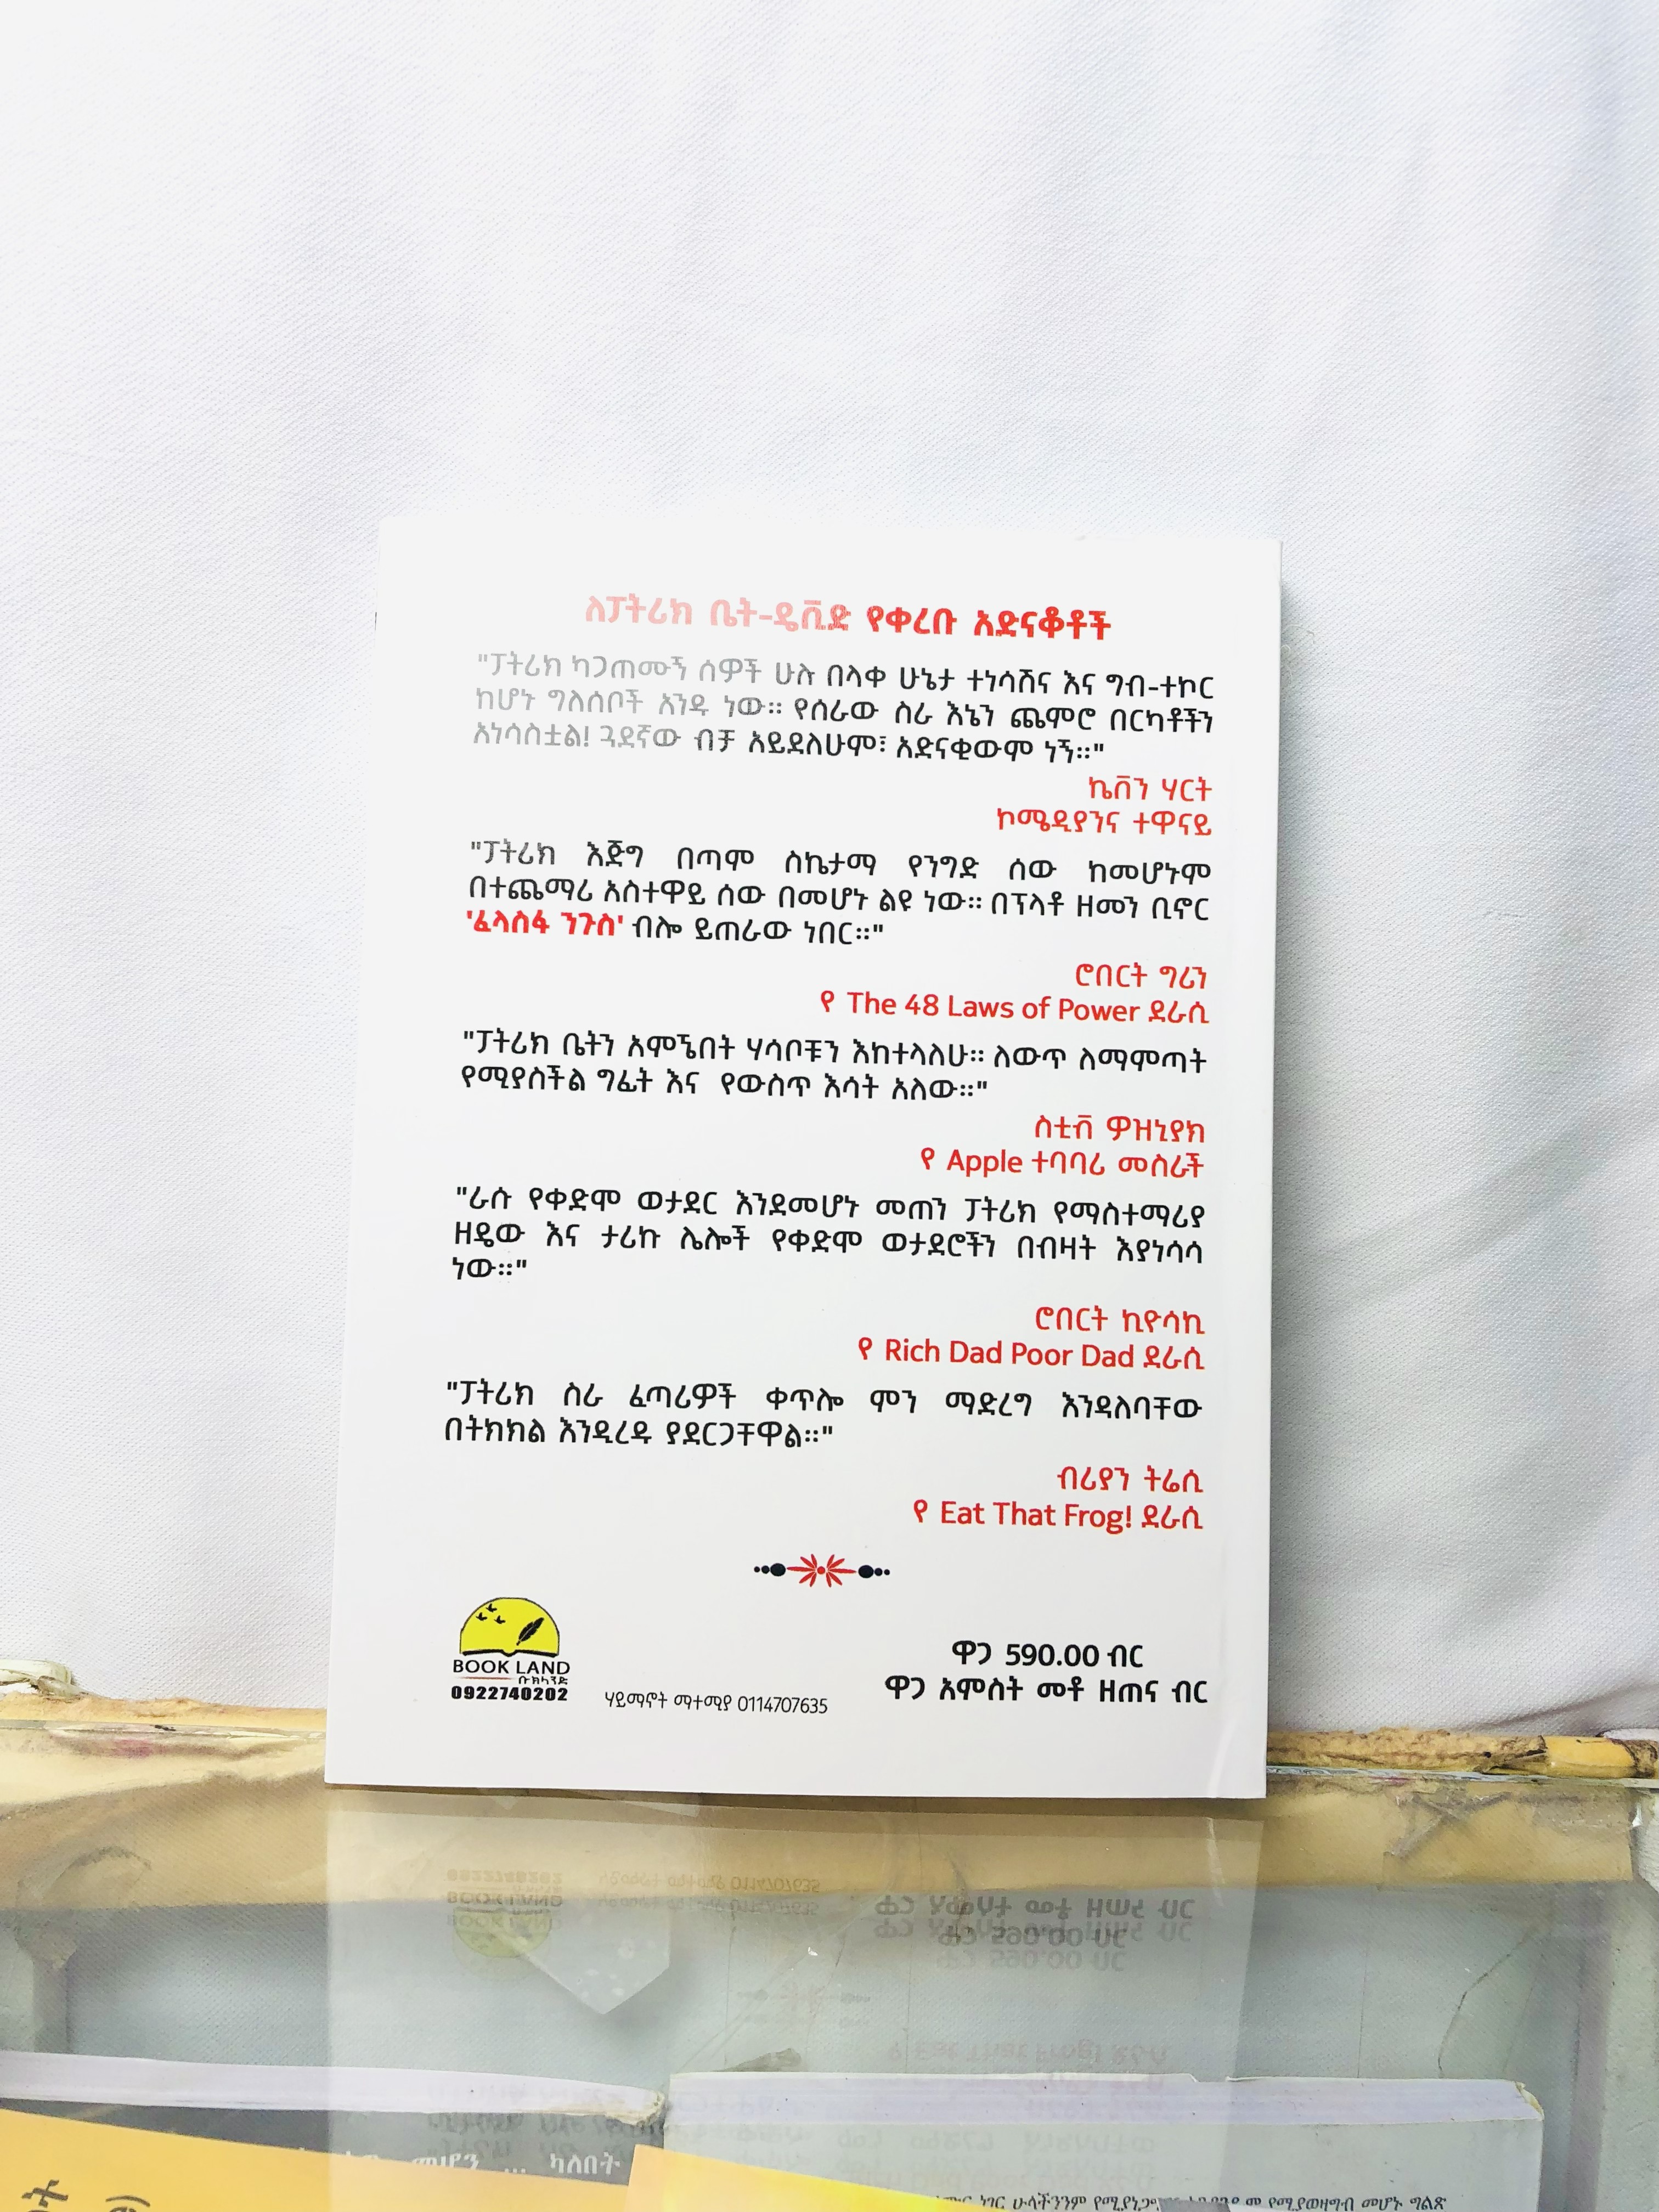 ለፓትሪክ ቤት-ዴቪድ የቀረቡ አድናቆቶች
"ፓትሪክ ካጋጠሙኝ ሰዎች ሁሉ በላቀ ሁኔታ ተነሳሽና እና ግብ-ተኮር
ከሆኑ ግለሰቦች አንዱ ነው። የሰራው ስራ እኔን ጨምሮ በርካቶችን
አነሳስቷል! ጓደኛው ብቻ አይደለሁም፣ አድናቂውም ነኝ።"
ኬቨን ሃርት
ኮሜዲያንና ተዋናይ
"ፓትሪክ እጅግ በጣም ስኬታማ የንግድ ሰው ከመሆኑም
በተጨማሪ አስተዋይ ሰው በመሆኑ ልዩ ነው። በፕላቶ ዘመን ቢኖር
'ፈላስፋ ንጉስ' ብሎ ይጠራው ነበር።"
ሮበርት ግሪን
የ The 48 Laws of Power ደራሲ
"ፓትሪክ ቤትን አምኜበት ሃሳቦቹን እከተላለሁ። ለውጥ ለማምጣት
የሚያስችል ግፊት እና የውስጥ እሳት አለው።"
ስቲቭ ዎዝኒያክ
የ Apple ተባባሪ መስራች
"ራሱ የቀድሞ ወታደር እንደመሆኑ መጠን ፓትሪክ የማስተማሪያ
ዘዴው እና ታሪኩ ሌሎች የቀድሞ ወታደሮችን በብዛት እያነሳሳ
ነው።"
ሮበርት ኪዮሳኪ
የ Rich Dad Poor Dad ደራሲ
"ፓትሪክ ስራ ፈጣሪዎች ቀጥሎ ምን ማድረግ እንዳለባቸው
በትክክል እንዲረዱ ያደርጋቸዋል።"
ብሪያን ትሬሲ
የ Eat That Frog! ደራሲ
BOOK LAND
ቡክላንድ
0922740202
ሃይማኖት ማተሚያ 0114707635
ዋጋ 590.00 ብር
ዋጋ አምስት መቶ ዘጠና ብር
መሆን ... ካለበት
ነገር ሁላችንንም
የሚያወዛግብ መሆኑ ግልጽ